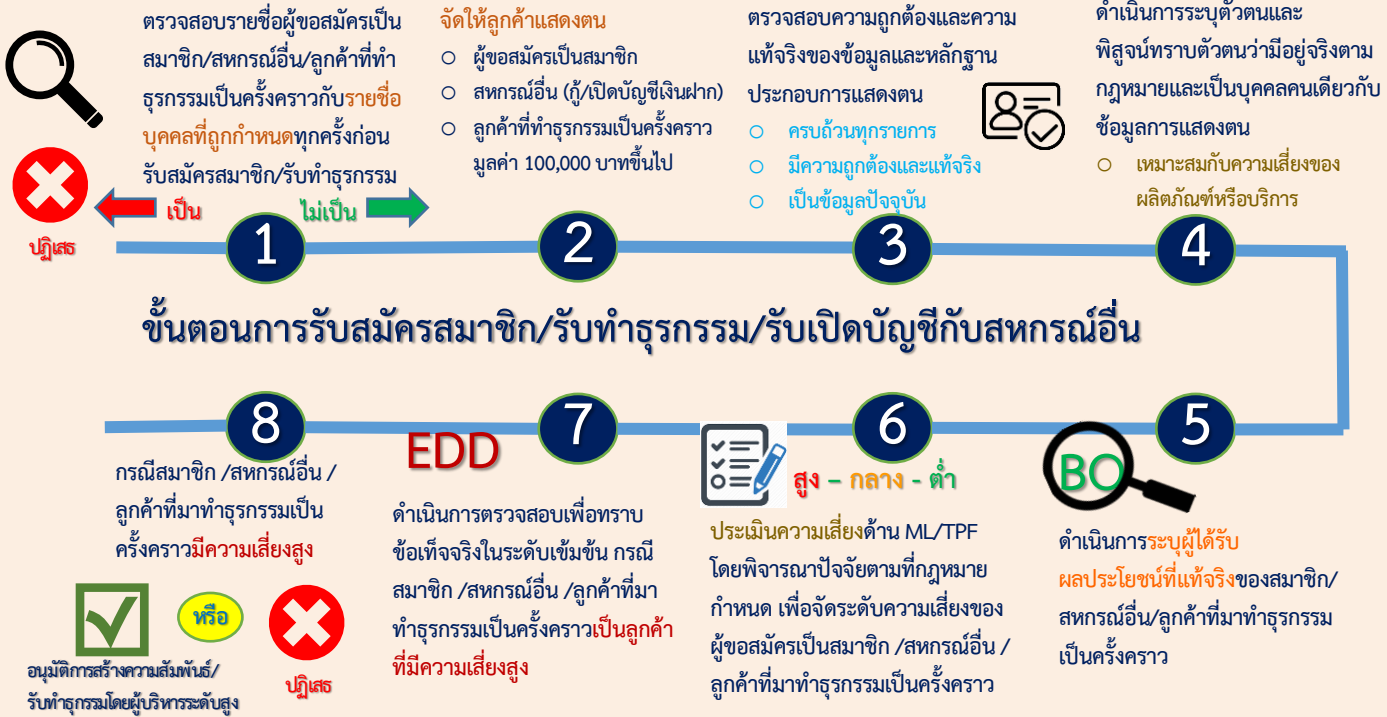 ตรวจสอบรายชื่อผู้ขอสมัครเป็น
สมาชิก/สหกรณ์อื่น/ลูกค้าที่ทำ
ธุรกรรมเป็นครั้งคราวกับรายชื่อ
บุคคลที่ถูกกำหนดทุกครั้งก่อน
รับสมัครสมาชิก/รับทำธุรกรรม
เป็น
ไม่เป็น
ปฏิเสธ
1
จัดให้ลูกค้าแสดงตน
ผู้ขอสมัครเป็นสมาชิก
สหกรณ์อื่น (กู้/เปิดบัญชีเงินฝาก)
ลูกค้าที่ทำธุรกรรมเป็นครั้งคราว
มูลค่า 100,000 บาทขึ้นไป
2
ตรวจสอบความถูกต้องและความ
แท้จริงของข้อมูลและหลักฐาน
ประกอบการแสดงตน
ครบถ้วนทุกรายการ
มีความถูกต้องและแท้จริง
เป็นข้อมูลปัจจุบัน
3
ดำเนินการระบุตัวตนและ
พิสูจน์ทราบตัวตนว่ามีอยู่จริงตาม
กฎหมายและเป็นบุคคลคนเดียวกับ
ข้อมูลการแสดงตน
เหมาะสมกับความเสี่ยงของ
ผลิตภัณฑ์หรือบริการ
4
ขั้นตอนการรับสมัครสมาชิก/รับทำธุรกรรม/รับเปิดบัญชีกับสหกรณ์อื่น
5
BO
ดำเนินการระบุผู้ได้รับ
ผลประโยชน์ที่แท้จริงของสมาชิก/
สหกรณ์อื่น/ลูกค้าที่มาทำธุรกรรม
เป็นครั้งคราว
6
สูง – กลาง - ต่ำ
ประเมินความเสี่ยงด้าน ML/TPF
โดยพิจารณาปัจจัยตามที่กฎหมาย
กำหนด เพื่อจัดระดับความเสี่ยงของ
ผู้ขอสมัครเป็นสมาชิก /สหกรณ์อื่น /
ลูกค้าที่มาทำธุรกรรมเป็นครั้งคราว
7
EDD
ดำเนินการตรวจสอบเพื่อทราบ
ข้อเท็จจริงในระดับเข้มข้น กรณี
สมาชิก /สหกรณ์อื่น /ลูกค้าที่มา
ทำธุรกรรมเป็นครั้งคราวเป็นลูกค้า
ที่มีความเสี่ยงสูง
8
กรณีสมาชิก /สหกรณ์อื่น /
ลูกค้าที่มาทำธุรกรรมเป็น
ครั้งคราวมีความเสี่ยงสูง
หรือ
อนุมัติการสร้างความสัมพันธ์/
รับทำธุกรรมโดยผู้บริหารระดับสูง
ปฏิเสธ